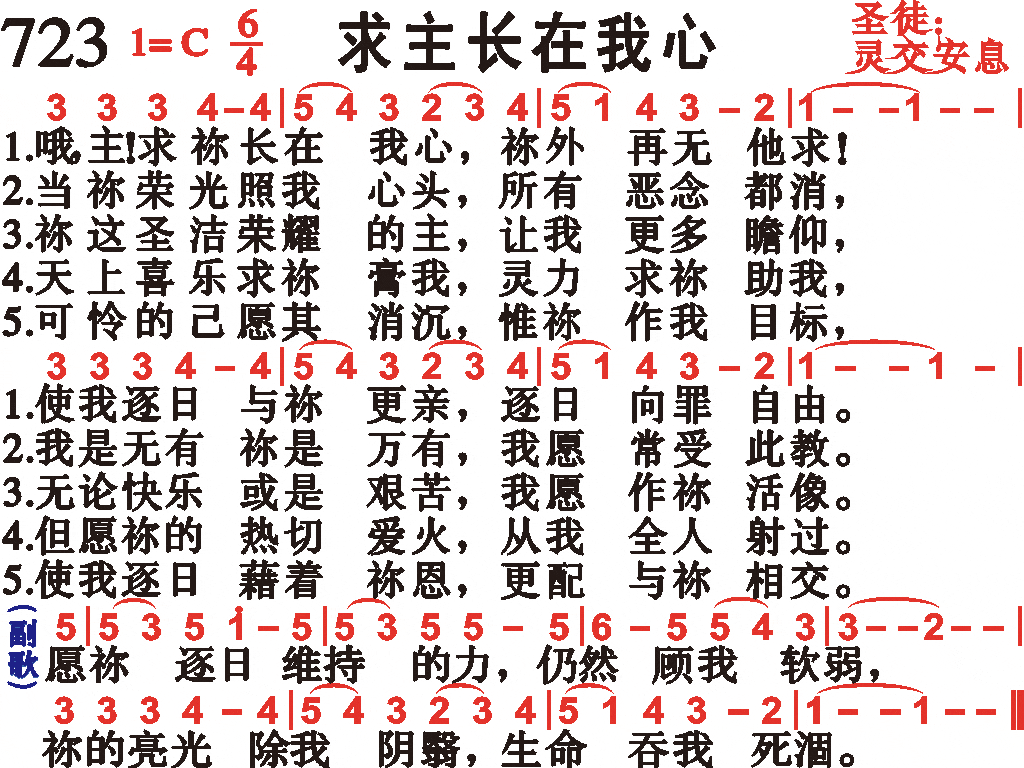 723 1=C 6/4 求主长在我心 圣徒:
灵交安息
3 3 3 4-4|5 4 3 2 3 4|5 1 4 3 - 2|1 - -1 - - |
1.哦,主!求祢长在 我心,祢外 再无 他求!
2.当祢荣光照我 心头,所有 恶念 都消,
3.祢这圣洁荣耀 的主,让我 更多 瞻仰,
4.天上喜乐求祢 膏我,灵力 求祢 助我,
5.可怜的己愿其 消沉,惟祢 作我 目标,
3 3 3 4 - 4|5 4 3 2 3 4|5 1 4 3 - 2|1 - - 1 - |
1.使我逐日 与祢 更亲,逐日 向罪 自由。
2.我是无有 祢是 万有,我愿 常受 此教。
3.无论快乐 或是 艰苦,我愿 作祢 活像。
4.但愿祢的 热切 爱火,从我 全人 射过。
5.使我逐日 藉着 祢恩,更配 与祢 相交。
(副歌) 5|5 3 5 i - 5|5 3 5 5 - 5|6 - 5 5 4 3|3--2--|
愿祢 逐日 维持 的力,仍然 顾我 软弱,
3 3 3 4 - 4|5 4 3 2 3 4|5 1 4 3 - 2|1- -1- -‖
祢的亮光 除我 阴翳,生命 吞我 死涸。